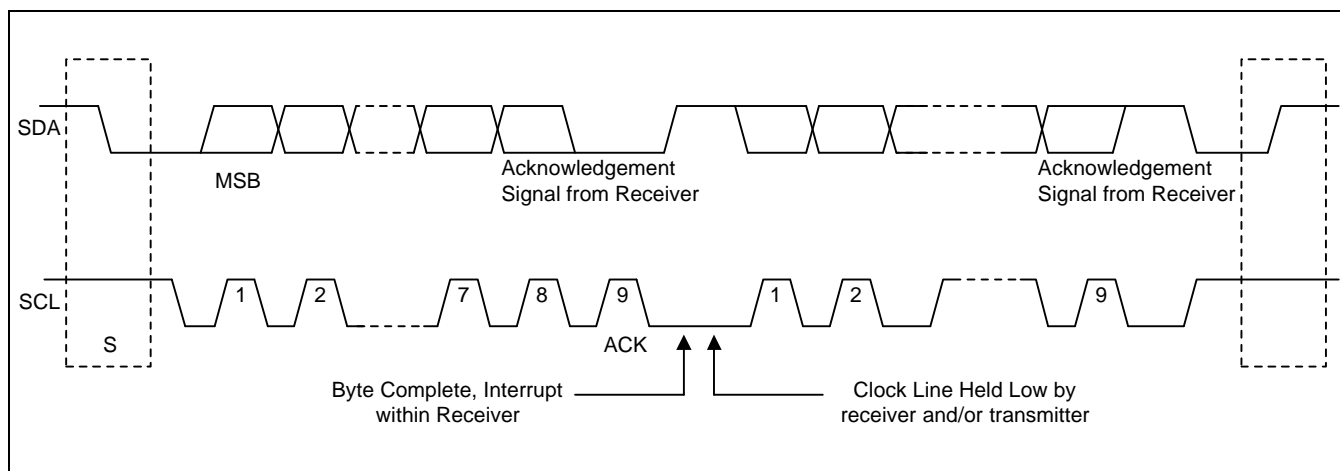 SDA
MSB
Acknowledgement
Signal from Receiver
Acknowledgement
Signal from Receiver
SCL
1
2
7
8
9
1
2
9
S
ACK
Byte Complete, Interrupt
within Receiver
Clock Line Held Low by
receiver and/or transmitter